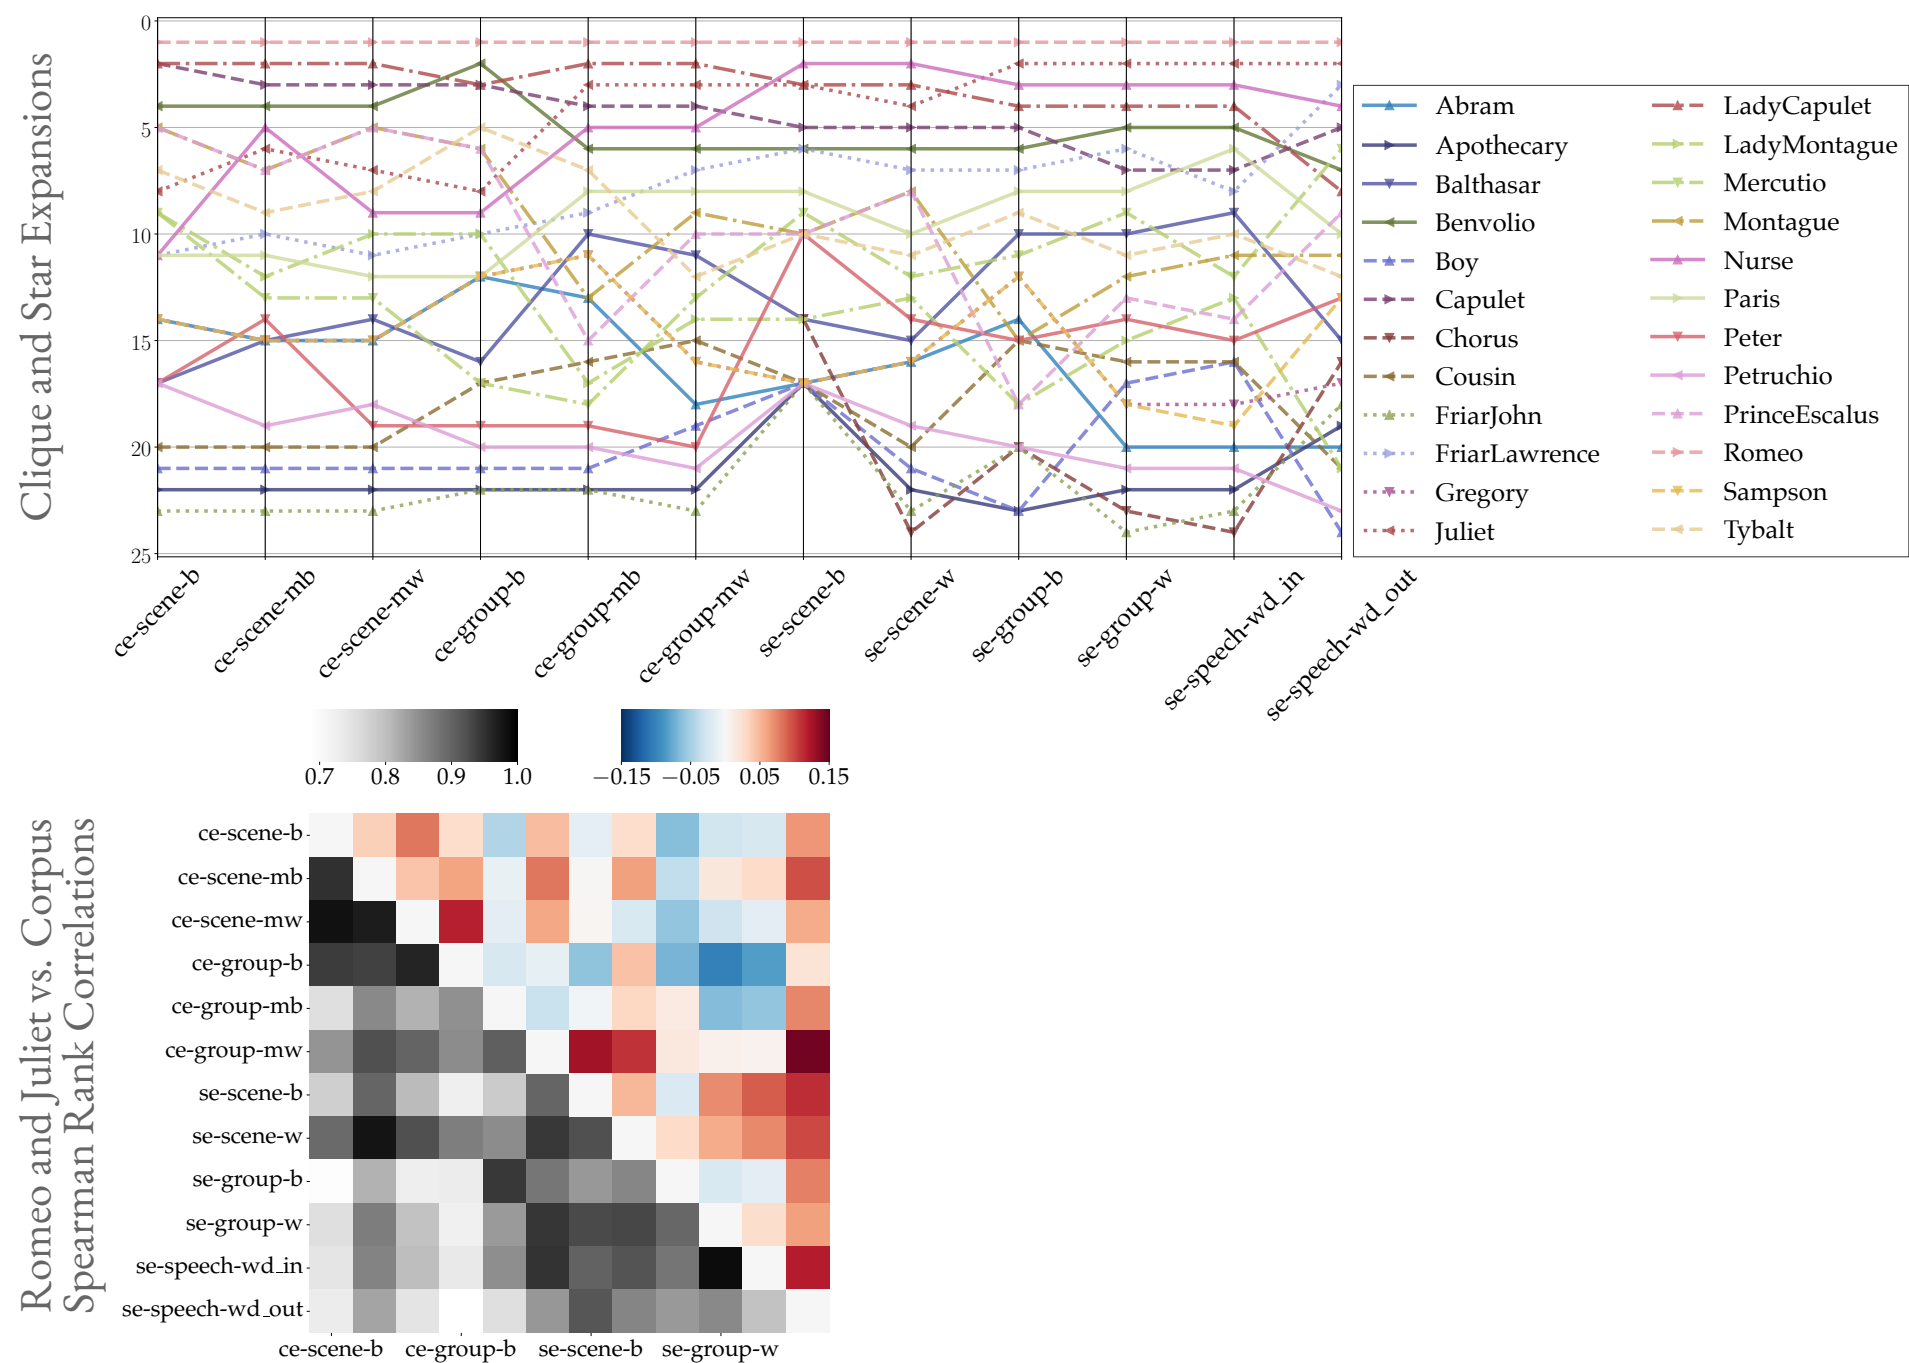 Clique and Star Expansions
0
5
10
15
20
25
ce-scene-b
ce-scene-mb
ce-scene-mw
ce-group-b
ce-group-mb
ce-group-mw
se-scene-b
se-scene-w
se-group-b
se-group-w
se-speech-wd_in
se-speech-wd_out
Abram
Apothecary
Balthasar
Benvolio
Boy
Capulet
Chorus
Cousin
FriarJohn
FriarLawrence
Gregory
Juliet
LadyCapulet
LadyMontague
Mercutio
Montague
Nurse
Paris
Peter
Petruchio
PrinceEscalus
Romeo
Sampson
Tybalt
0.7 0.8 0.9 1.0
−0.15 −0.05 0.05 0.15
Romeo and Juliet vs. Corpus
Spearman Rank Correlations
ce-scene-b
ce-scene-mb
ce-scene-mw
ce-group-b
ce-group-mb
ce-group-mw
se-scene-b
se-scene-w
se-group-b
se-group-w
se-speech-wd_in
se-speech-wd_out
ce-scene-b ce-group-b se-scene-b se-group-w